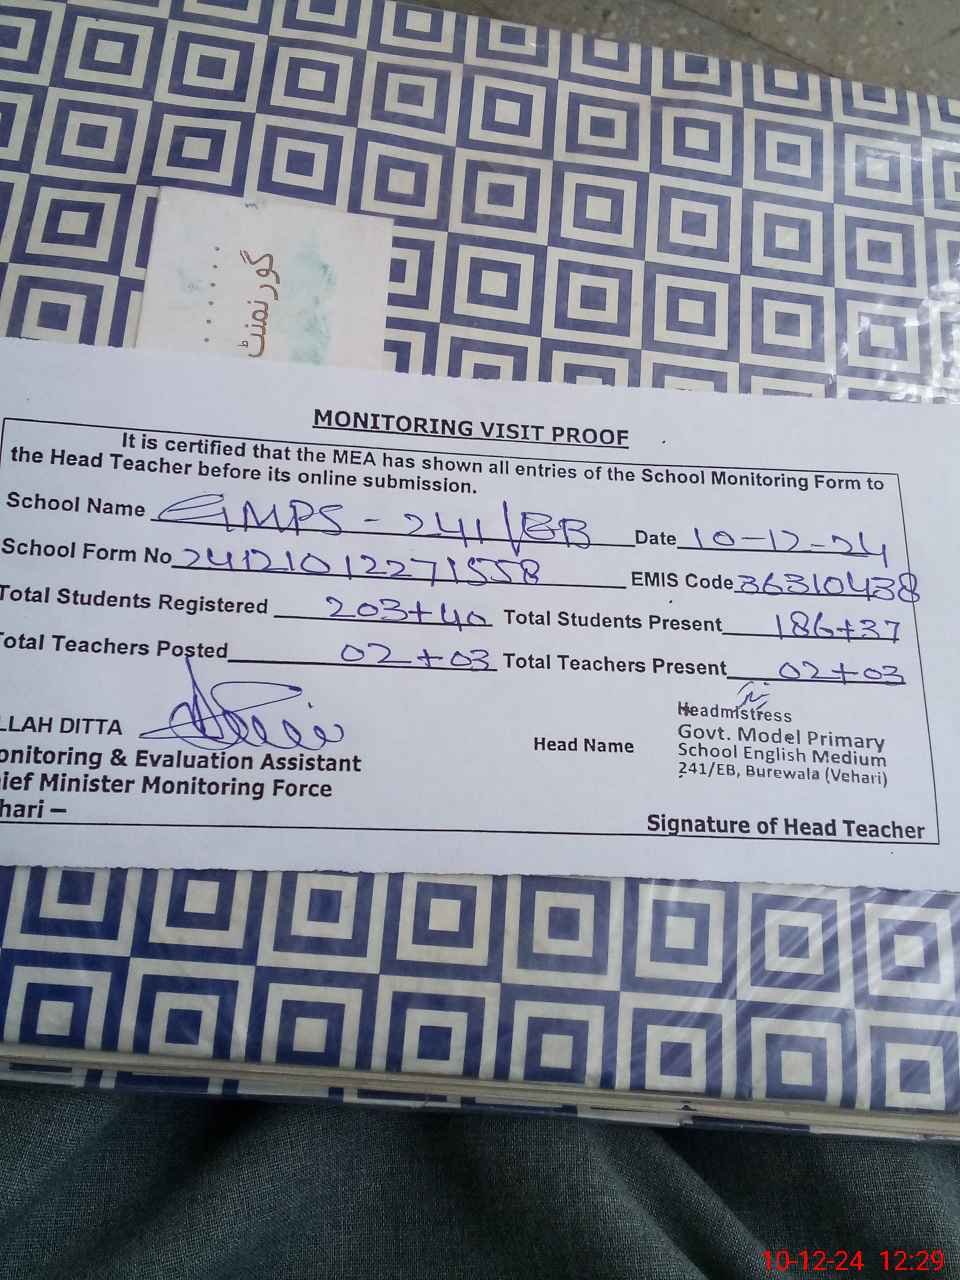 گورنمنٹ
MONITORING VISIT PROOF
It is certified that the MEA has shown all entries of the School Monitoring Form to
the Head Teacher before its online submission.
School Name GMPS - 241/EB Date 10-12-24
School Form No 241210122271558 EMIS Code 36310438
Total Students Registered 203+40 Total Students Present 186+37
Total Teachers Posted 02+03 Total Teachers Present 02+03
LLAH DITTA
onitoring & Evaluation Assistant
ief Minister Monitoring Force
hari –
Head Name
Headmistress
Govt. Model Primary
School English Medium
241/EB, Burewala (Vehari)
Signature of Head Teacher
10-12-24 12:29